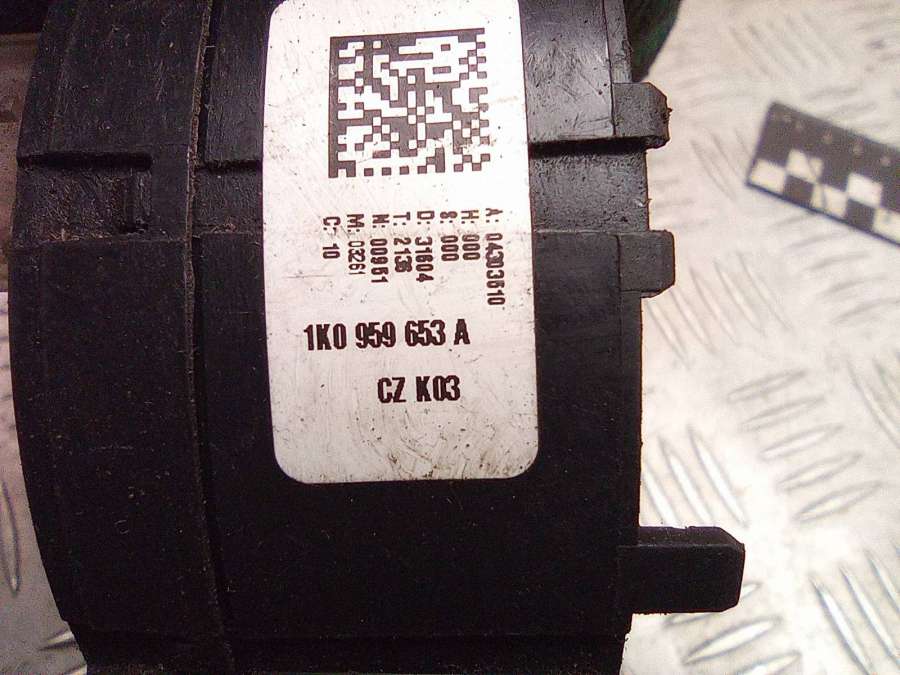 A: 04303510
H: 000
S: 000
D: 31604
T: 2136
N: 00951
M: 03261
C: 10
1K0 959 653 A
CZ K03